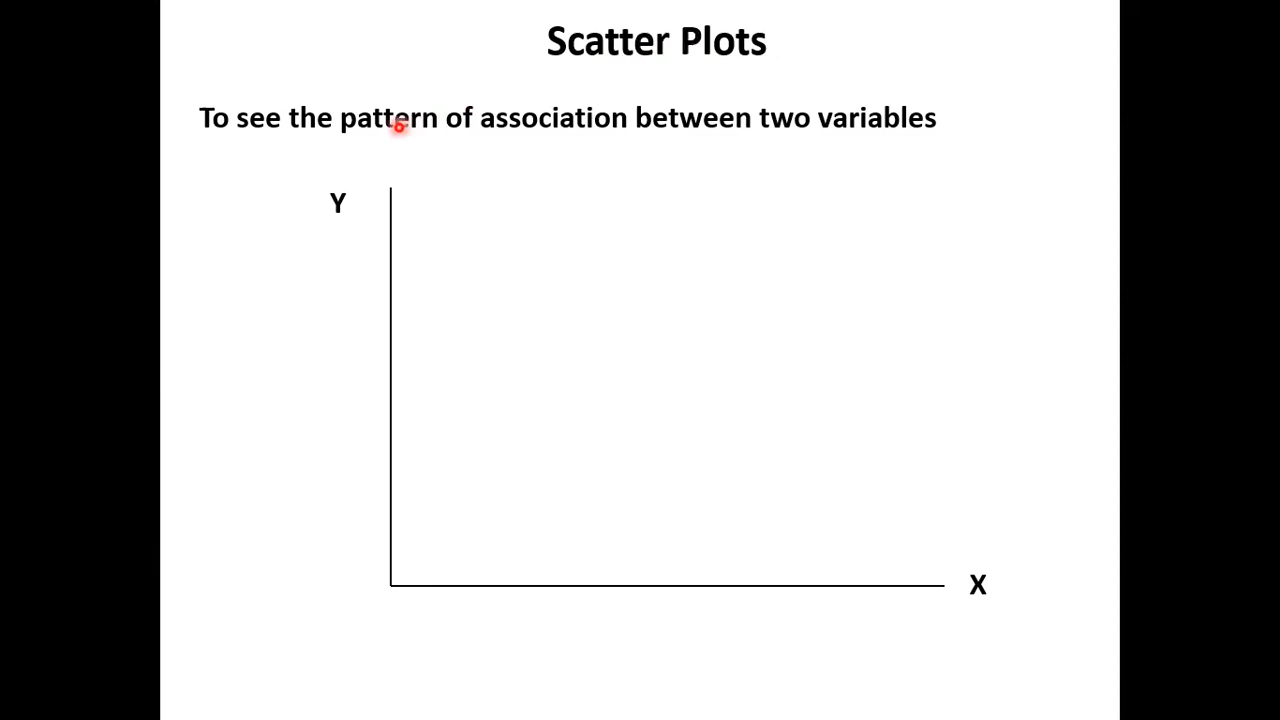 Scatter Plots
To see the pattern of association between two variables
Y
X